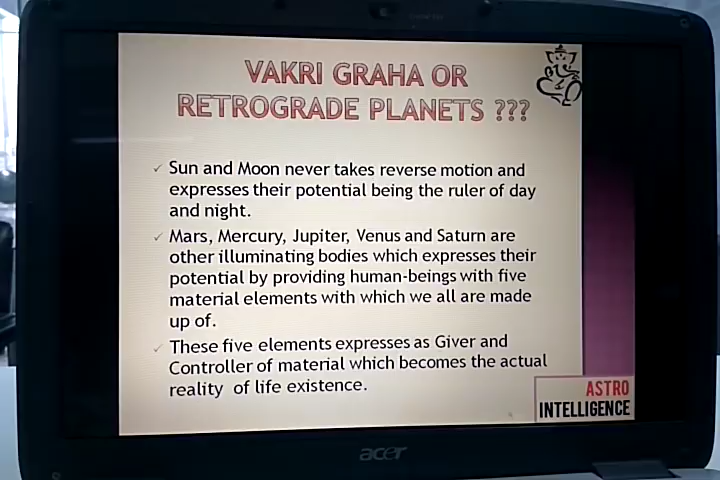 VAKRI GRAHA OR
RETROGRADE PLANETS ???
Sun and Moon never takes reverse motion and
expresses their potential being the ruler of day
and night.
Mars, Mercury, Jupiter, Venus and Saturn are
other illuminating bodies which expresses their
potential by providing human-beings with five
material elements with which we all are made
up of.
These five elements expresses as Giver and
Controller of material which becomes the actual
reality of life existence.
ASTRO
INTELLIGENCE
acer